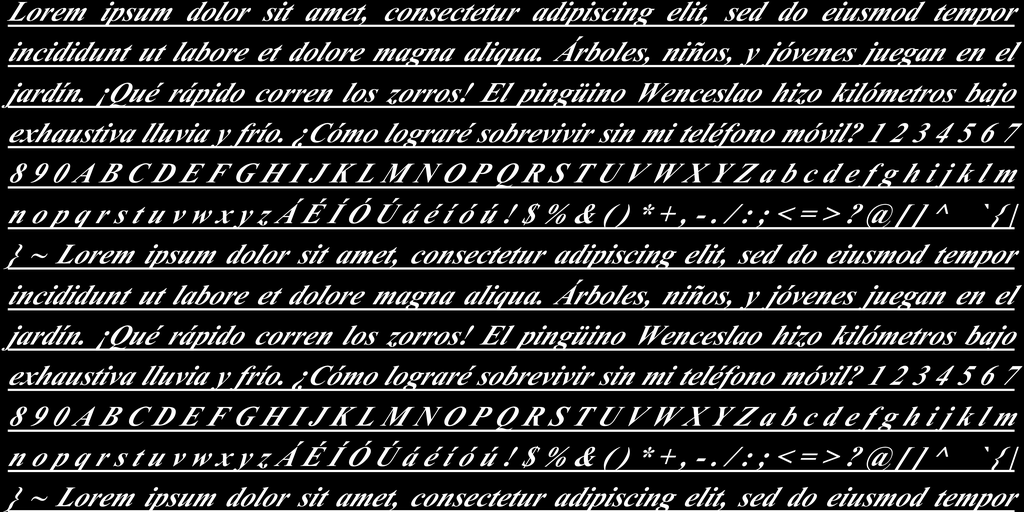 Lorem ipsum dolor sit amet, consectetur adipiscing elit, sed do eiusmod tempor
incididunt ut labore et dolore magna aliqua. Árboles, niños, y jóvenes juegan en el
jardín. ¡Qué rápido corren los zorros! El pingüino Wenceslao hizo kilómetros bajo
exhaustiva lluvia y frío. ¿Cómo lograré sobrevivir sin mi teléfono móvil? 1 2 3 4 5 6 7
8 9 0 A B C D E F G H I J K L M N O P Q R S T U V W X Y Z a b c d e f g h i j k l m
n o p q r s t u v w x y z Á É Í Ó Ú á é í ó ú ! $ % & ( ) * + , - . / : ; < = > ? @ [ ] ^ ` { |
} ~ Lorem ipsum dolor sit amet, consectetur adipiscing elit, sed do eiusmod tempor
incididunt ut labore et dolore magna aliqua. Árboles, niños, y jóvenes juegan en el
jardín. ¡Qué rápido corren los zorros! El pingüino Wenceslao hizo kilómetros bajo
exhaustiva lluvia y frío. ¿Cómo lograré sobrevivir sin mi teléfono móvil? 1 2 3 4 5 6 7
8 9 0 A B C D E F G H I J K L M N O P Q R S T U V W X Y Z a b c d e f g h i j k l m
n o p q r s t u v w x y z Á É Í Ó Ú á é í ó ú ! $ % & ( ) * + , - . / : ; < = > ? @ [ ] ^ ` { |
} ~ Lorem ipsum dolor sit amet, consectetur adipiscing elit, sed do eiusmod tempor